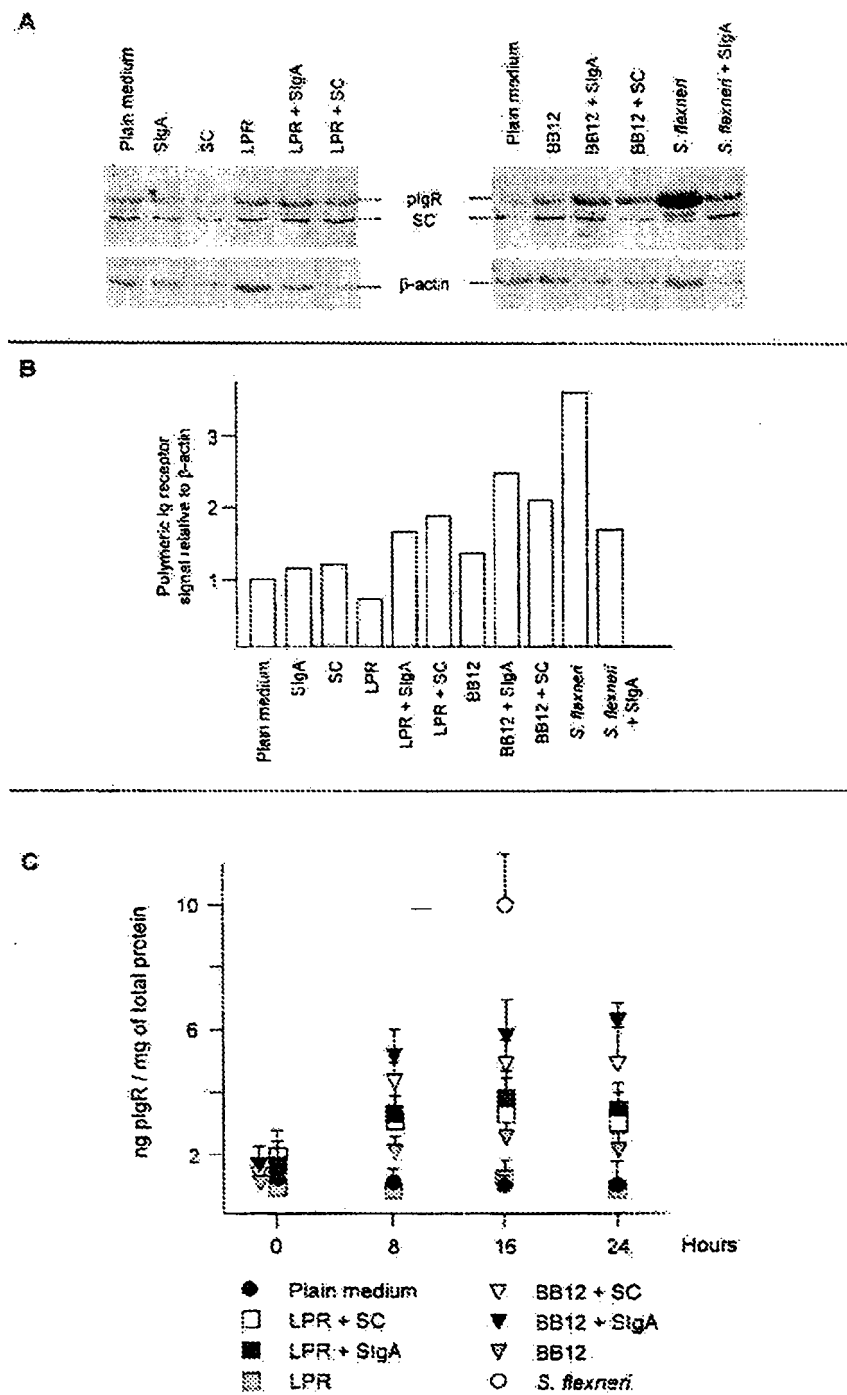 A
Plain medium
SIgA
SC
LPR
LPR + SIgA
LPR + SC
Plain medium
BB12
BB12 + SIgA
BB12 + SC
S. flexneri
S. flexneri + SIgA
pIgR
SC
β-actin
B
Polymeric Ig receptor
signal relative to β-actin
3
2
1
Plain medium
SIgA
SC
LPR
LPR + SIgA
LPR + SC
BB12
BB12 + SIgA
BB12 + SC
S. flexneri
S. flexneri
+ SIgA
C
ng pIgR / mg of total protein
10
6
2
0 8 16 24 Hours
Plain medium BB12 + SC
LPR + SC BB12 + SIgA
LPR + SIgA BB12
LPR S. flexneri